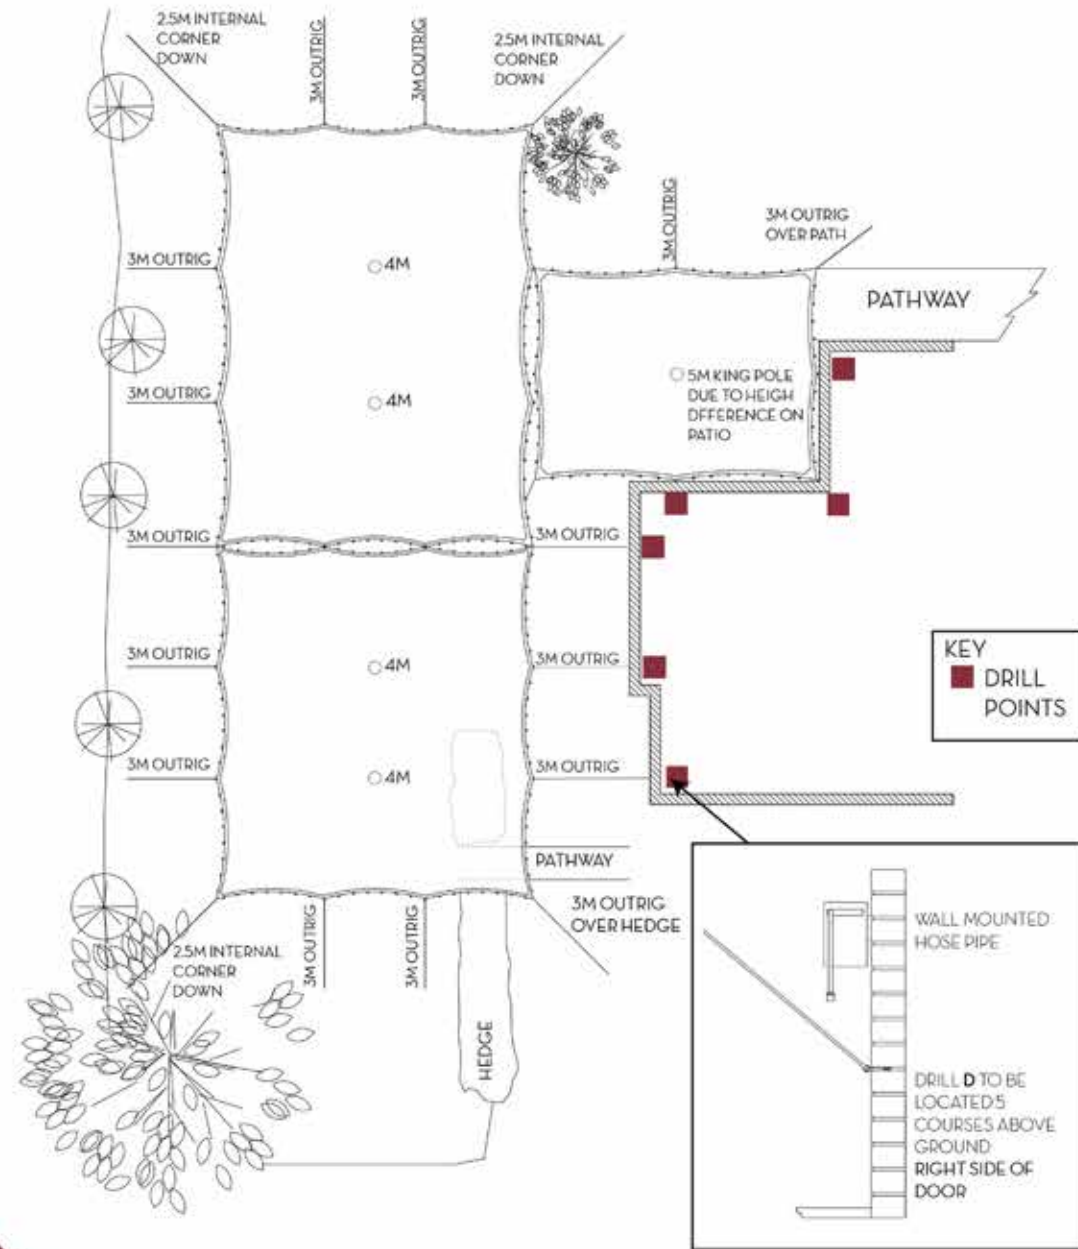 2.5M INTERNAL
CORNER
DOWN
3M OUTRIG
3M OUTRIG
2.5M INTERNAL
CORNER
DOWN
3M OUTRIG
3M OUTRIG
OVER PATH
3M OUTRIG
4M
PATHWAY
3M OUTRIG
4M
5M KING POLE
DUE TO HEIGH
DFFERENCE ON
PATIO
3M OUTRIG
3M OUTRIG
3M OUTRIG
4M
3M OUTRIG
KEY
DRILL
POINTS
3M OUTRIG
4M
3M OUTRIG
PATHWAY
3M OUTRIG
OVER HEDGE
2.5M INTERNAL
CORNER
DOWN
3M OUTRIG
3M OUTRIG
HEDGE
WALL MOUNTED
HOSE PIPE
DRILL D TO BE
LOCATED 5
COURSES ABOVE
GROUND
RIGHT SIDE OF
DOOR